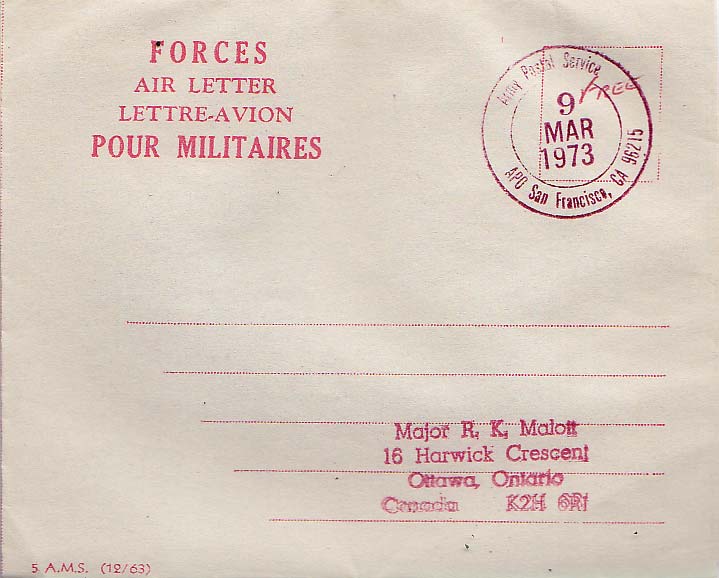 FORCES
AIR LETTER
LETTRE-AVION
POUR MILITAIRES
Army Postal Service
FREE
9
MAR
1973
APO San Francisco, CA 96215
Major R. K. Malott
16 Harwick Crescent
Ottawa, Ontario
Canada K2H 6R1
5 A.M.S. (12/63)